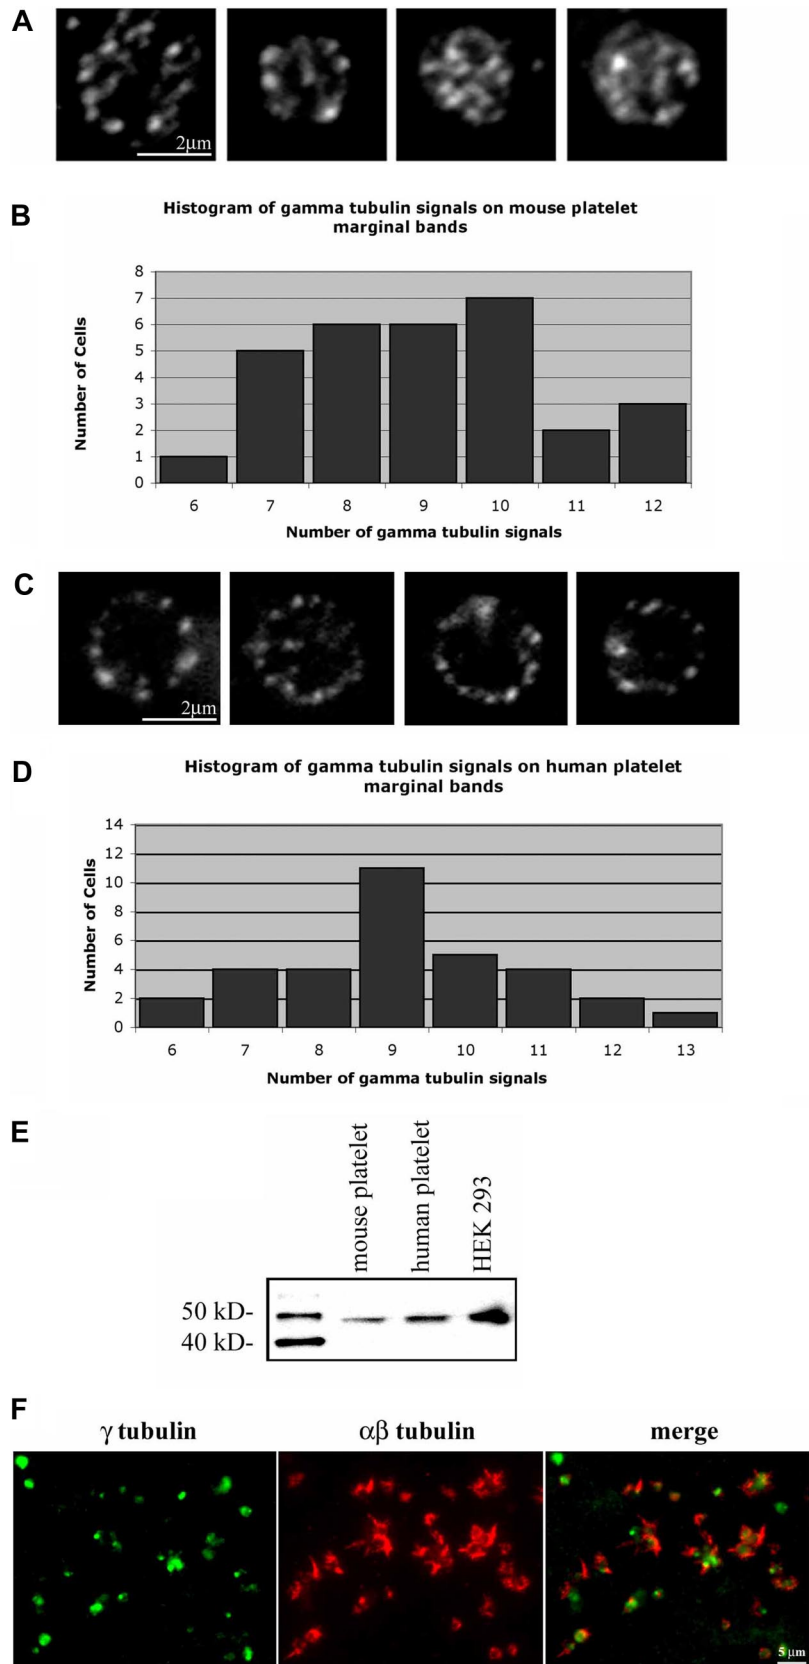 A
2μm
B
Histogram of gamma tubulin signals on mouse platelet
marginal bands
Number of Cells
8
7
6
5
4
3
2
1
0
6 7 8 9 10 11 12
Number of gamma tubulin signals
C
2μm
D
Histogram of gamma tubulin signals on human platelet
marginal bands
Number of Cells
14
12
10
8
6
4
2
0
6 7 8 9 10 11 12 13
Number of gamma tubulin signals
E
mouse platelet
human platelet
HEK 293
50 kD-
40 kD-
F
γ tubulin αβ tubulin merge
5 μm